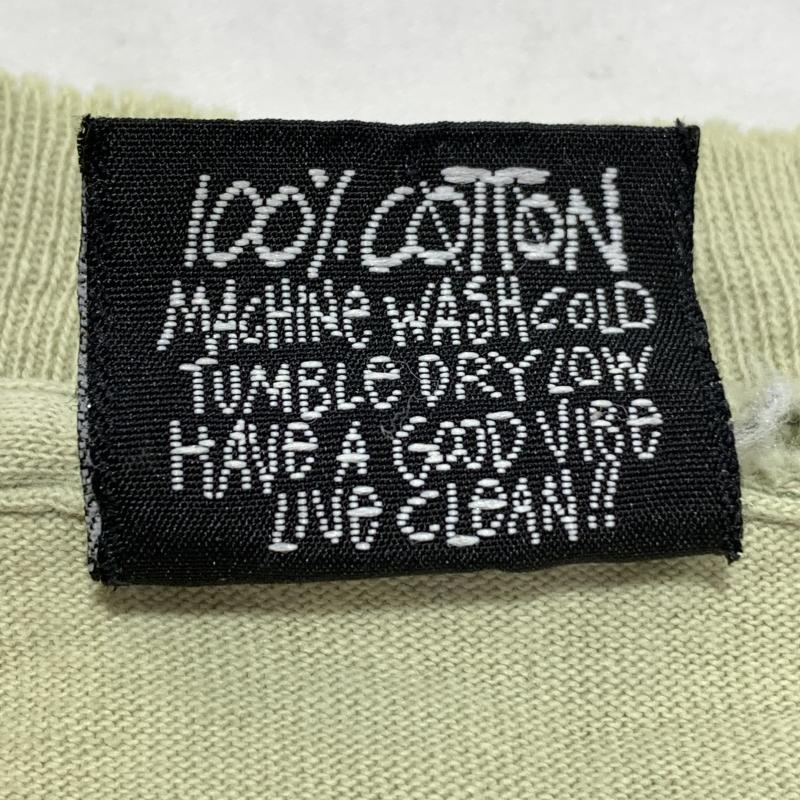 100% COTTON
MACHINE WASH COLD
TUMBLE DRY LOW
HAVE A GOOD VIBE
LIVE CLEAN!!